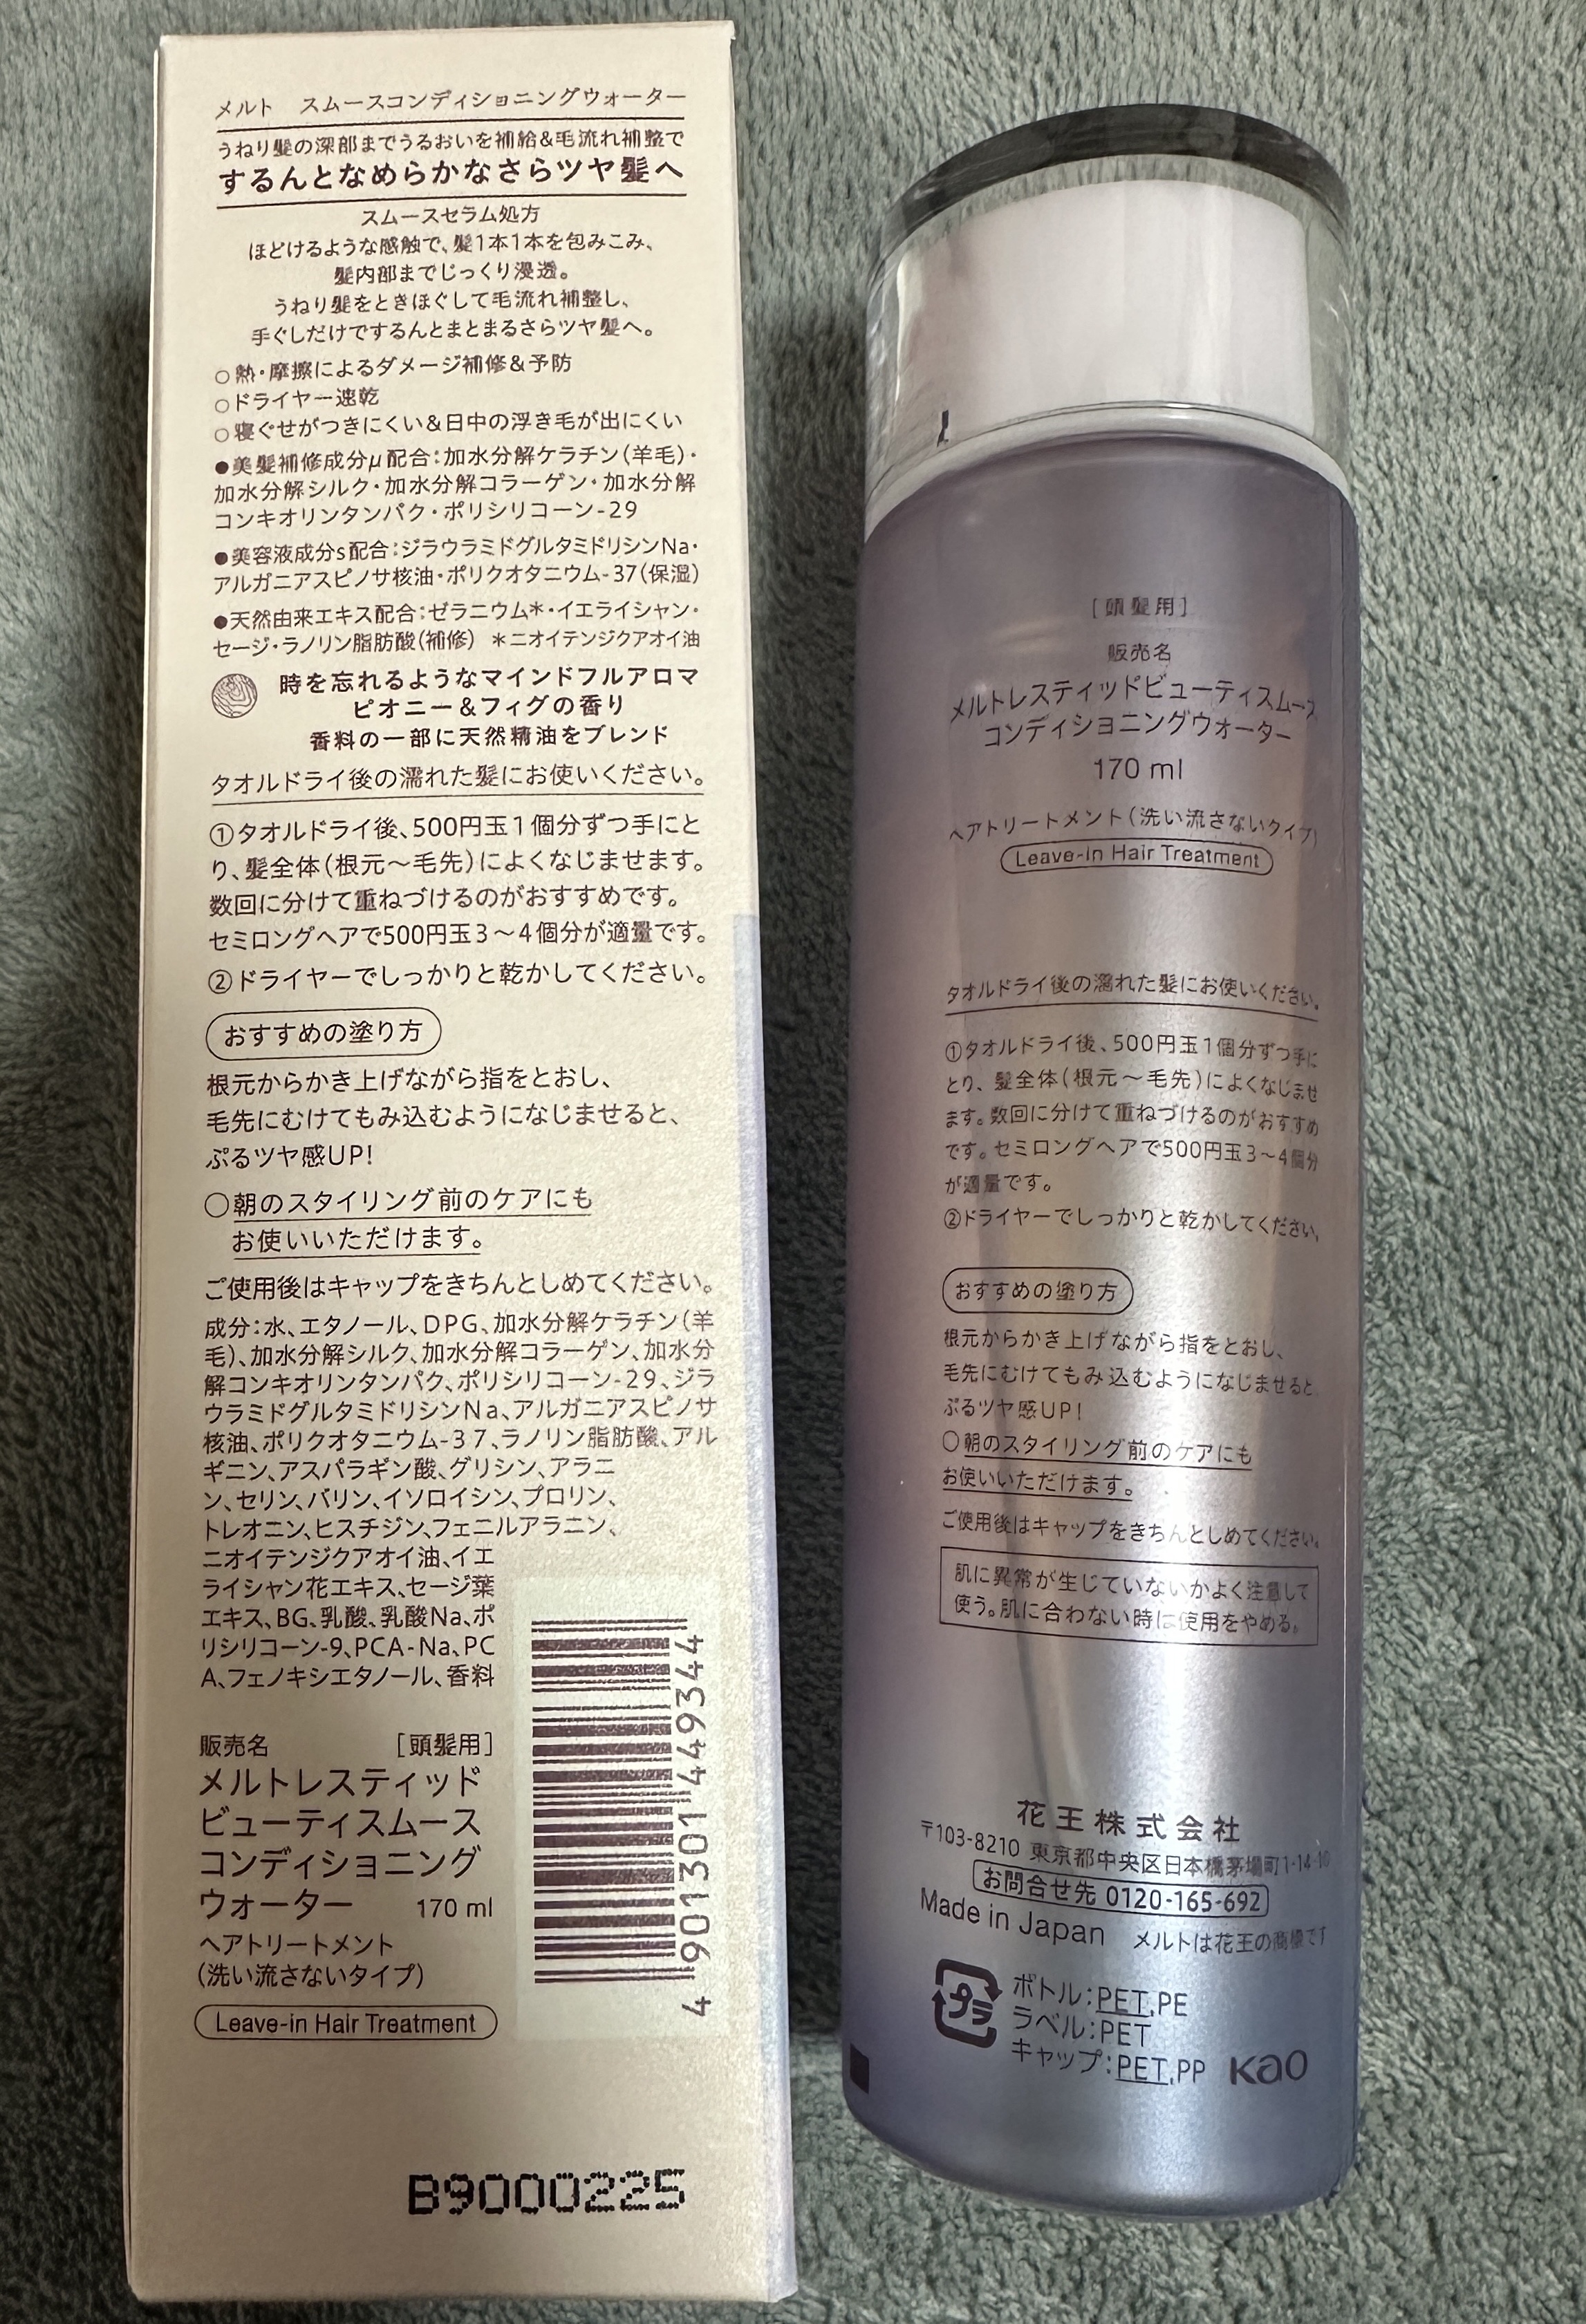 メルト　スムースコンディショニングウォーター
うねり髪の深部までうるおいを補給&毛流れ補整で
するんとなめらかなさらツヤ髪へ
スムースセラム処方
ほどけるような感触で、髪1本1本を包みこみ、
髪内部までじっくり浸透。
うねり髪をときほぐして毛流れ補整し、
手ぐしだけでするんとまとまるさらツヤ髪へ。
○熱・摩擦によるダメージ補修&予防
○ドライヤー速乾
○寝ぐせがつきにくい&日中の浮き毛が出にくい
●美髪補修成分μ配合:加水分解ケラチン(羊毛)・
加水分解シルク・加水分解コラーゲン・加水分解
コンキオリンタンパク・ポリシリコーン-29
●美容液成分s配合:ジラウラミドグルタミドリシンNa・
アルガニアスピノサ核油・ポリクオタニウム-37(保湿)
●天然由来エキス配合:ゼラニウム*・イエライシャン・
セージ・ラノリン脂肪酸(補修)　*ニオイテンジクアオイ油
時を忘れるようなマインドフルアロマ
ピオニー&フィグの香り
香料の一部に天然精油をブレンド
タオルドライ後の濡れた髪にお使いください。
①タオルドライ後、500円玉1個分ずつ手にと
り、髪全体(根元～毛先)によくなじませます。
数回に分けて重ねづけるのがおすすめです。
セミロングヘアで500円玉3～4個分が適量です。
②ドライヤーでしっかりと乾かしてください。
おすすめの塗り方
根元からかき上げながら指をとおし、
毛先にむけてもみ込むようになじませると、
ぷるツヤ感UP!
○朝のスタイリング前のケアにも
お使いいただけます。
ご使用後はキャップをきちんとしめてください。
成分:水、エタノール、DPG、加水分解ケラチン(羊
毛)、加水分解シルク、加水分解コラーゲン、加水分
解コンキオリンタンパク、ポリシリコーン-29、ジラ
ウラミドグルタミドリシンNa、アルガニアスピノサ
核油、ポリクオタニウム-37、ラノリン脂肪酸、アル
ギニン、アスパラギン酸、グリシン、アラニ
ン、セリン、バリン、イソロイシン、プロリン、
トレオニン、ヒスチジン、フェニルアラニン、
ニオイテンジクアオイ油、イエ
ライシャン花エキス、セージ葉
エキス、BG、乳酸、乳酸Na、ポ
リシリコーン-9、PCA-Na、PC
A、フェノキシエタノール、香料
販売名　[頭髪用]
メルトレスティッド
ビューティスムース
コンディショニング
ウォーター　170 ml
ヘアトリートメント
(洗い流さないタイプ)
Leave-in Hair Treatment
4 901301 449344
B9000225
[頭髪用]
販売名
メルトレスティッドビューティスムース
コンディショニングウォーター
170 ml
ヘアトリートメント(洗い流さないタイプ)
Leave-in Hair Treatment
タオルドライ後の濡れた髪にお使いください。
①タオルドライ後、500円玉1個分ずつ手に
とり、髪全体(根元～毛先)によくなじませ
ます。数回に分けて重ねづけるのがおすすめ
です。セミロングヘアで500円玉3～4個分
が適量です。
②ドライヤーでしっかりと乾かしてください。
おすすめの塗り方
根元からかき上げながら指をとおし、
毛先にむけてもみ込むようになじませると、
ぷるツヤ感UP!
○朝のスタイリング前のケアにも
お使いいただけます。
ご使用後はキャップをきちんとしめてください。
肌に異常が生じていないかよく注意して
使う。肌に合わない時は使用をやめる。
花王株式会社
〒103-8210 東京都中央区日本橋茅場町1-14-10
お問合せ先 0120-165-692
Made in Japan　メルトは花王の商標です
プラ
ボトル:PET,PE
ラベル:PET
キャップ:PET,PP
Kao